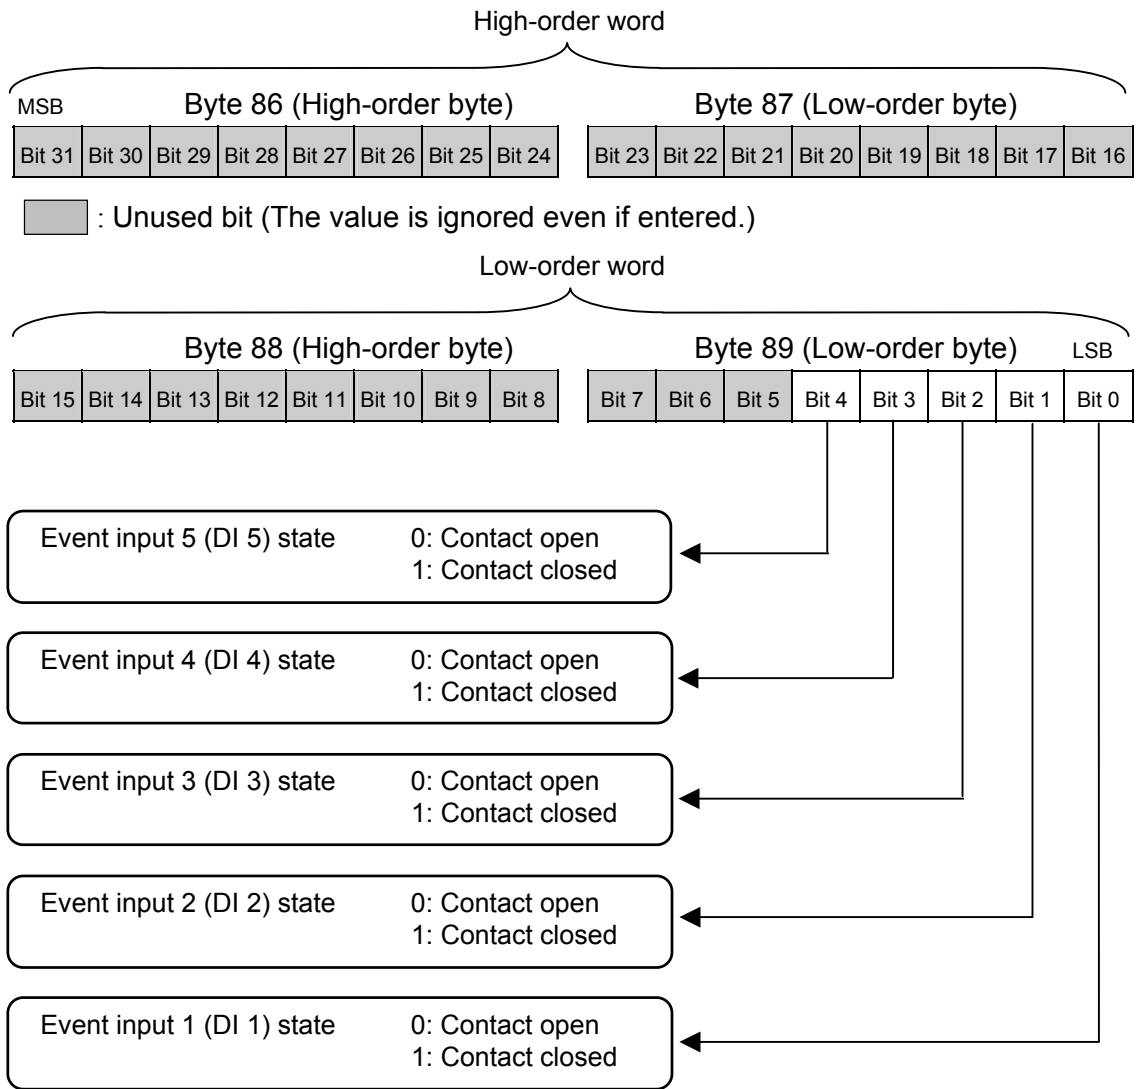 High-order word
MSB Byte 86 (High-order byte) Byte 87 (Low-order byte)
Bit 31 Bit 30 Bit 29 Bit 28 Bit 27 Bit 26 Bit 25 Bit 24 Bit 23 Bit 22 Bit 21 Bit 20 Bit 19 Bit 18 Bit 17 Bit 16
: Unused bit (The value is ignored even if entered.)
Low-order word
Byte 88 (High-order byte) Byte 89 (Low-order byte) LSB
Bit 15 Bit 14 Bit 13 Bit 12 Bit 11 Bit 10 Bit 9 Bit 8 Bit 7 Bit 6 Bit 5 Bit 4 Bit 3 Bit 2 Bit 1 Bit 0
Event input 5 (DI 5) state 0: Contact open
1: Contact closed
Event input 4 (DI 4) state 0: Contact open
1: Contact closed
Event input 3 (DI 3) state 0: Contact open
1: Contact closed
Event input 2 (DI 2) state 0: Contact open
1: Contact closed
Event input 1 (DI 1) state 0: Contact open
1: Contact closed